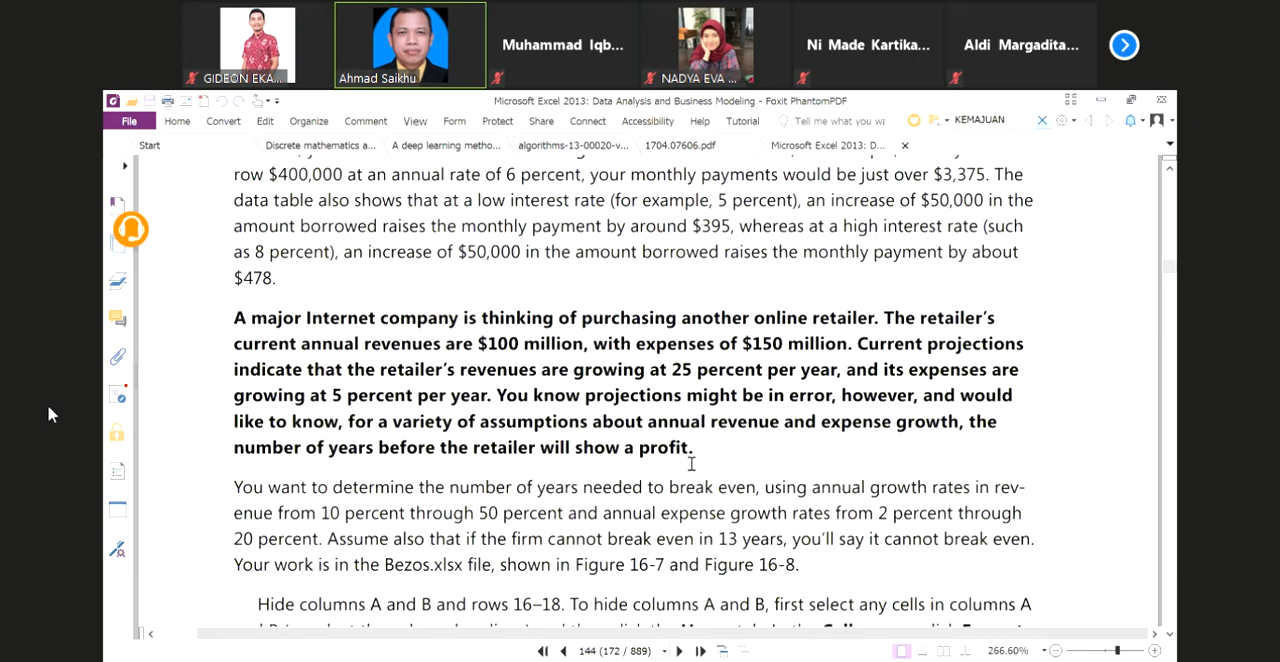 GIDEON EKA...
Ahmad Saikhu
Muhammad Iqb...
NADYA EVA ...
Ni Made Kartika...
Aldi Margadita...
Microsoft Excel 2013: Data Analysis and Business Modeling - Foxit PhantomPDF
File Home Convert Edit Organize Comment View Form Protect Share Connect Accessibility Help Tutorial Tell me what you wa KEMAJUAN
Start Discrete mathematics a... A deep learning metho... algorithms-13-00020-v... 1704.07606.pdf Microsoft Excel 2013: D...
row $400,000 at an annual rate of 6 percent, your monthly payments would be just over $3,375. The
data table also shows that at a low interest rate (for example, 5 percent), an increase of $50,000 in the
amount borrowed raises the monthly payment by around $395, whereas at a high interest rate (such
as 8 percent), an increase of $50,000 in the amount borrowed raises the monthly payment by about
$478.
A major Internet company is thinking of purchasing another online retailer. The retailer's
current annual revenues are $100 million, with expenses of $150 million. Current projections
indicate that the retailer's revenues are growing at 25 percent per year, and its expenses are
growing at 5 percent per year. You know projections might be in error, however, and would
like to know, for a variety of assumptions about annual revenue and expense growth, the
number of years before the retailer will show a profit.
You want to determine the number of years needed to break even, using annual growth rates in rev-
enue from 10 percent through 50 percent and annual expense growth rates from 2 percent through
20 percent. Assume also that if the firm cannot break even in 13 years, you'll say it cannot break even.
Your work is in the Bezos.xlsx file, shown in Figure 16-7 and Figure 16-8.
Hide columns A and B and rows 16–18. To hide columns A and B, first select any cells in columns A
144 (172 / 889)
266.60%